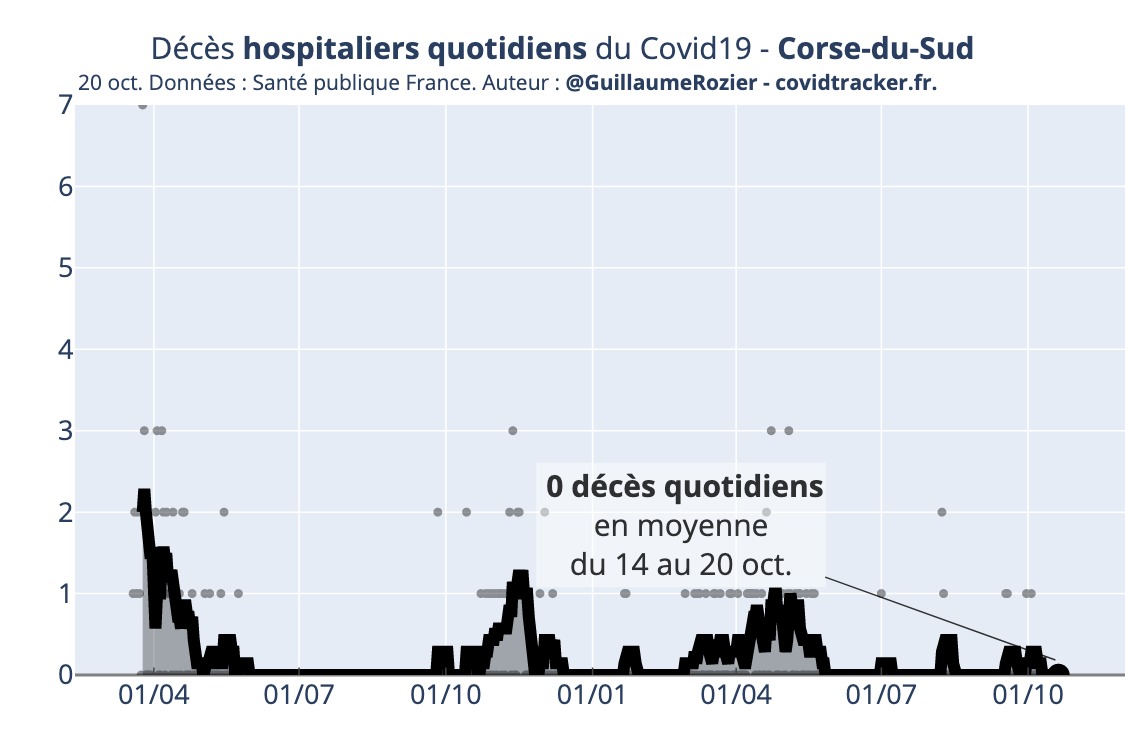 Décès hospitaliers quotidiens du Covid19 - Corse-du-Sud
20 oct. Données : Santé publique France. Auteur : @GuillaumeRozier - covidtracker.fr.
7
6
5
4
3
2
1
0
0 décès quotidiens
en moyenne
du 14 au 20 oct.
01/04 01/07 01/10 01/01 01/04 01/07 01/10